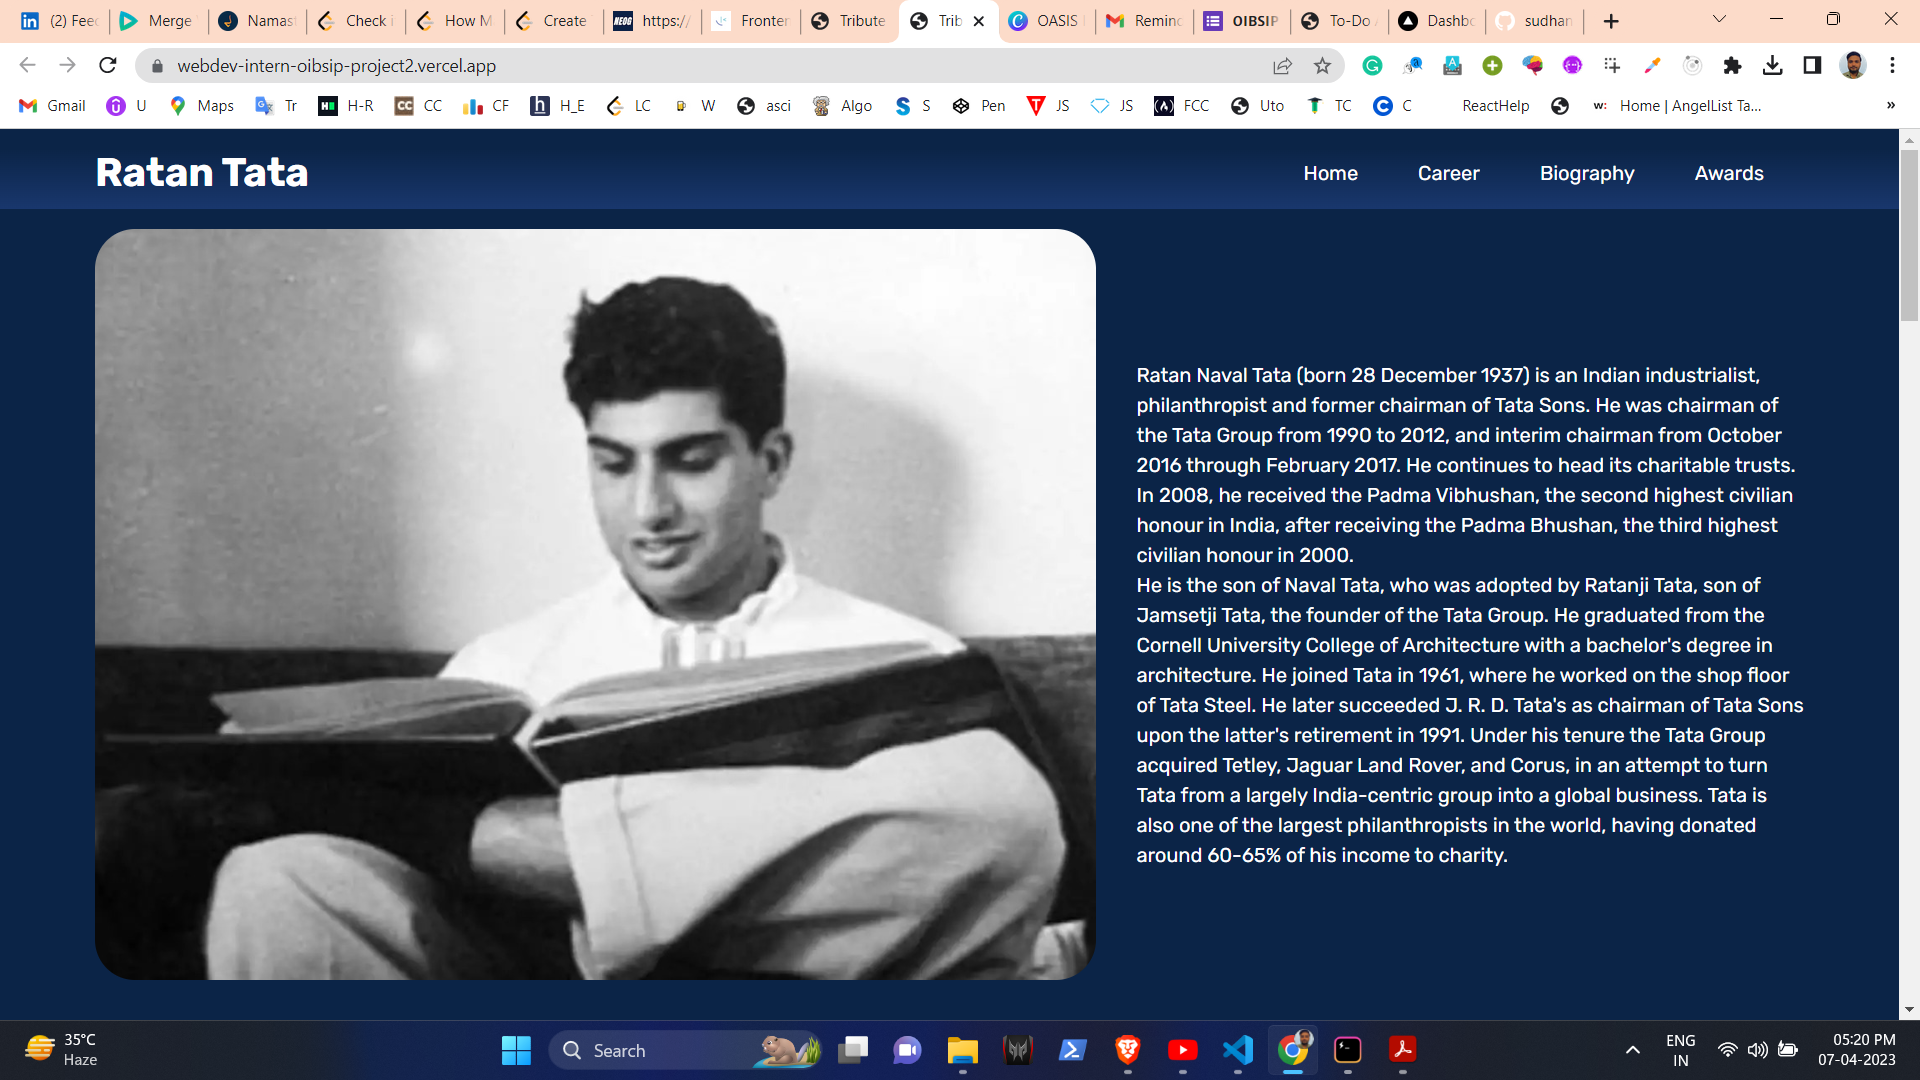 (2) Feed
Merge
Namast
Check i
How M
Create
https://
Fronten
Tribute
Trib
OASIS
Remind
OIBSIP
To-Do
Dashbo
sudhan
webdev-intern-oibsip-project2.vercel.app
Gmail
U
Maps
Tr
H-R
CC
CF
H_E
LC
W
asci
Algo
S
Pen
JS
JS
FCC
Uto
TC
C
ReactHelp
Home | AngelList Ta...
Ratan Tata
Home
Career
Biography
Awards
Ratan Naval Tata (born 28 December 1937) is an Indian industrialist,
philanthropist and former chairman of Tata Sons. He was chairman of
the Tata Group from 1990 to 2012, and interim chairman from October
2016 through February 2017. He continues to head its charitable trusts.
In 2008, he received the Padma Vibhushan, the second highest civilian
honour in India, after receiving the Padma Bhushan, the third highest
civilian honour in 2000.
He is the son of Naval Tata, who was adopted by Ratanji Tata, son of
Jamsetji Tata, the founder of the Tata Group. He graduated from the
Cornell University College of Architecture with a bachelor's degree in
architecture. He joined Tata in 1961, where he worked on the shop floor
of Tata Steel. He later succeeded J. R. D. Tata's as chairman of Tata Sons
upon the latter's retirement in 1991. Under his tenure the Tata Group
acquired Tetley, Jaguar Land Rover, and Corus, in an attempt to turn
Tata from a largely India-centric group into a global business. Tata is
also one of the largest philanthropists in the world, having donated
around 60-65% of his income to charity.
35°C
Haze
Search
ENG
IN
05:20 PM
07-04-2023